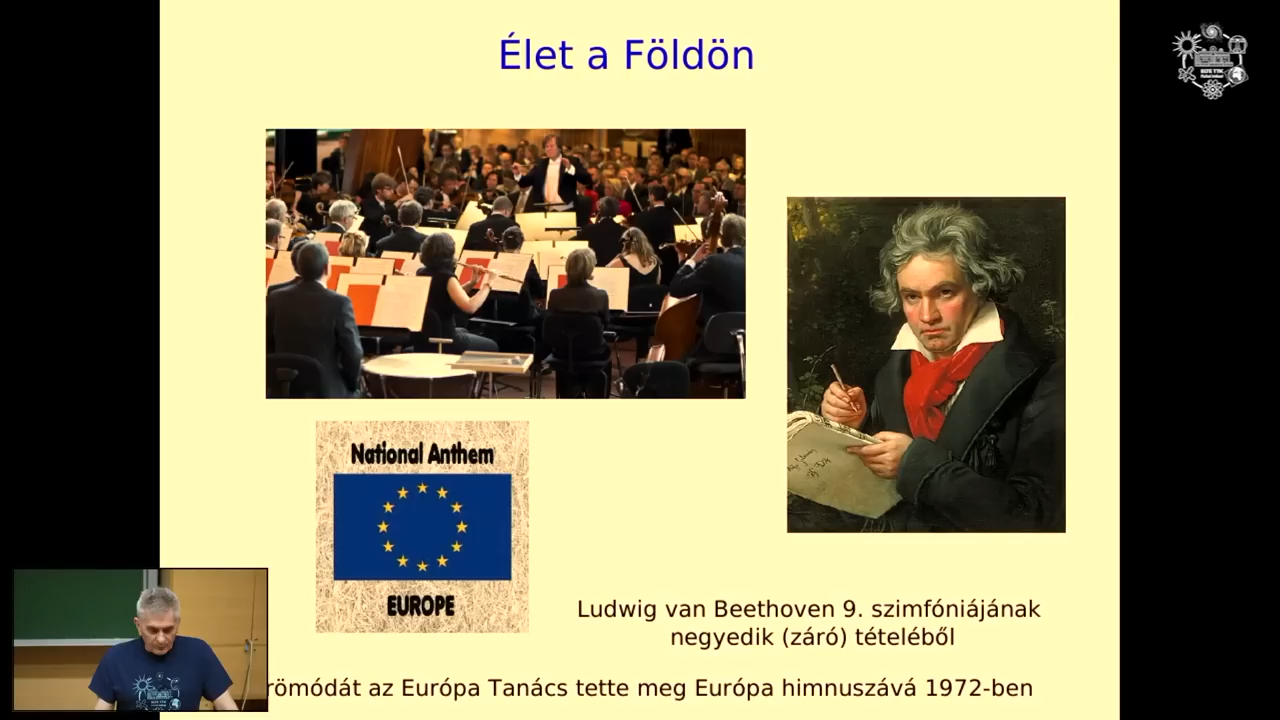 Élet a Földön
National Anthem
EUROPE
Ludwig van Beethoven 9. szimfóniájának
negyedik (záró) tételéből
römódát az Európa Tanács tette meg Európa himnuszává 1972-ben